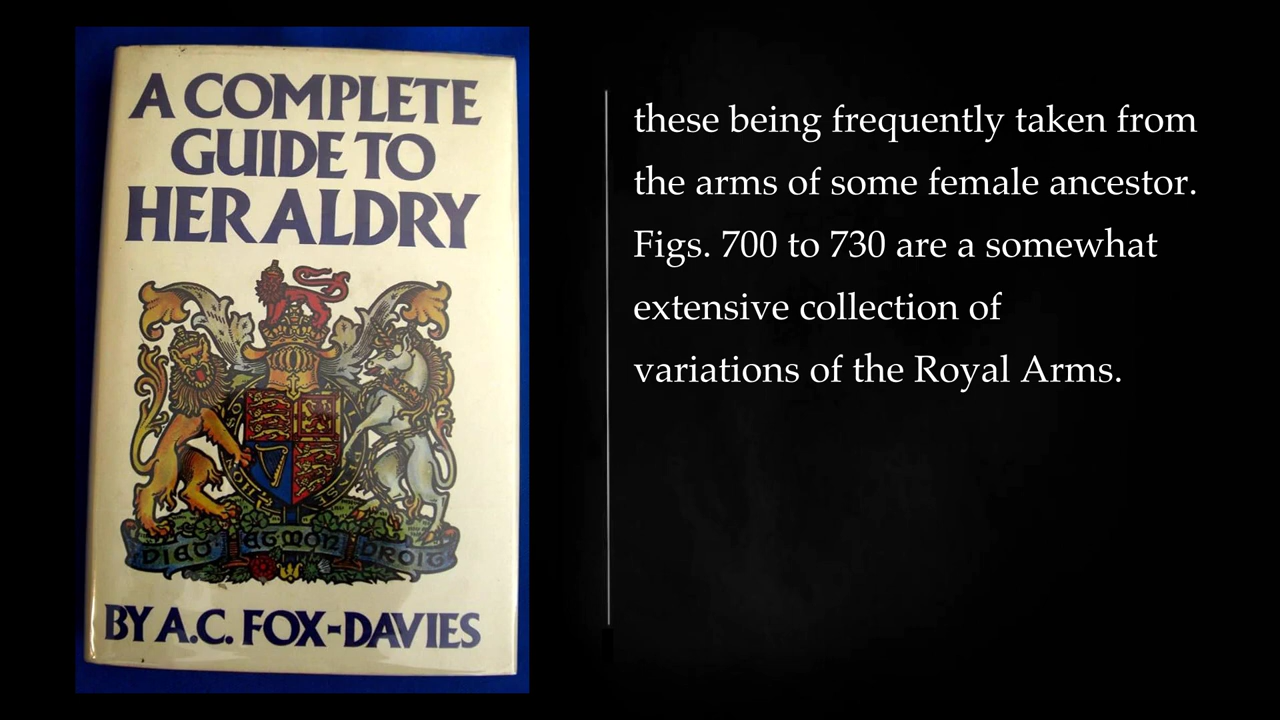 A COMPLETE
GUIDE TO
HERALDRY
DIEU ET MON DROIT
BY A.C. FOX-DAVIES
these being frequently taken from
the arms of some female ancestor.
Figs. 700 to 730 are a somewhat
extensive collection of
variations of the Royal Arms.